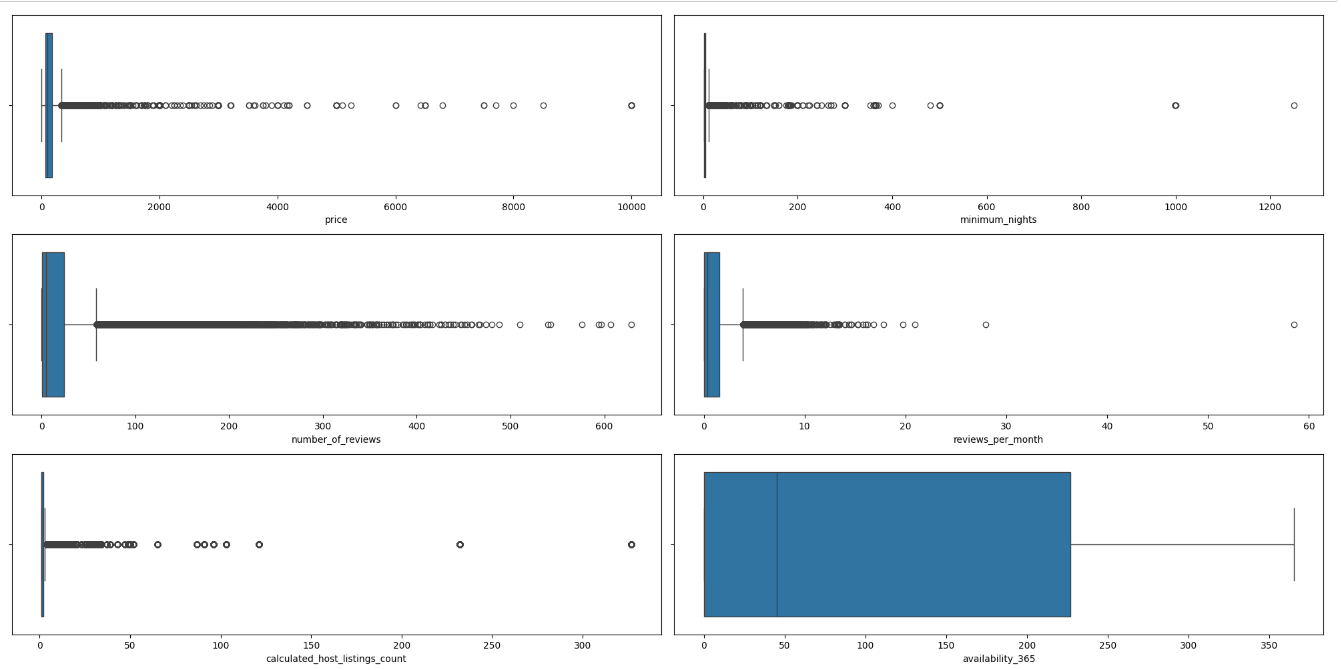 0 2000 4000 6000 8000 10000
price
0 200 400 600 800 1000 1200
minimum_nights
0 100 200 300 400 500 600
number_of_reviews
0 10 20 30 40 50 60
reviews_per_month
0 50 100 150 200 250 300
calculated_host_listings_count
0 50 100 150 200 250 300 350
availability_365